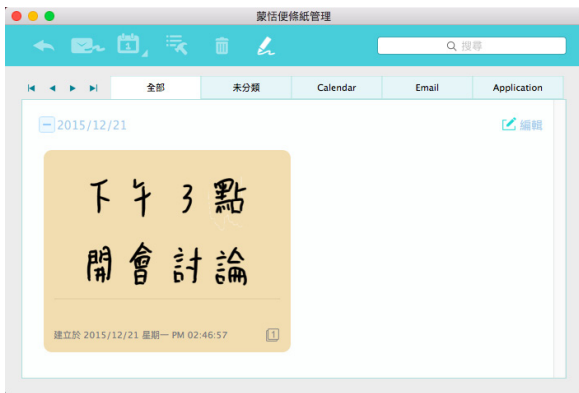 蒙恬便條紙管理
1
搜尋
全部 未分類 Calendar Email Application
2015/12/21 編輯
下午3點
開會討論
建立於 2015/12/21 星期一 PM 02:46:57 1